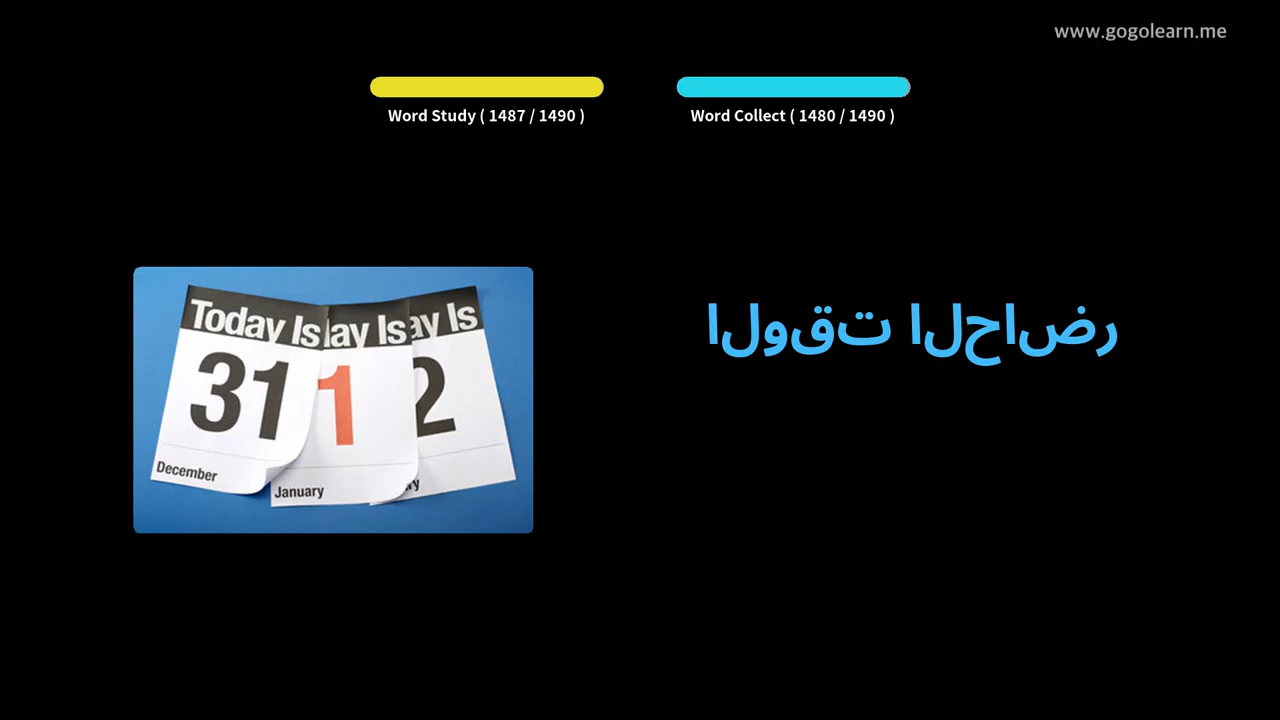 www.gogolearn.me
Word Study ( 1487 / 1490 )
Word Collect ( 1480 / 1490 )
الوقت الحاضر
Today Is
ay Is
ay Is
31
1
2
December
January
ry